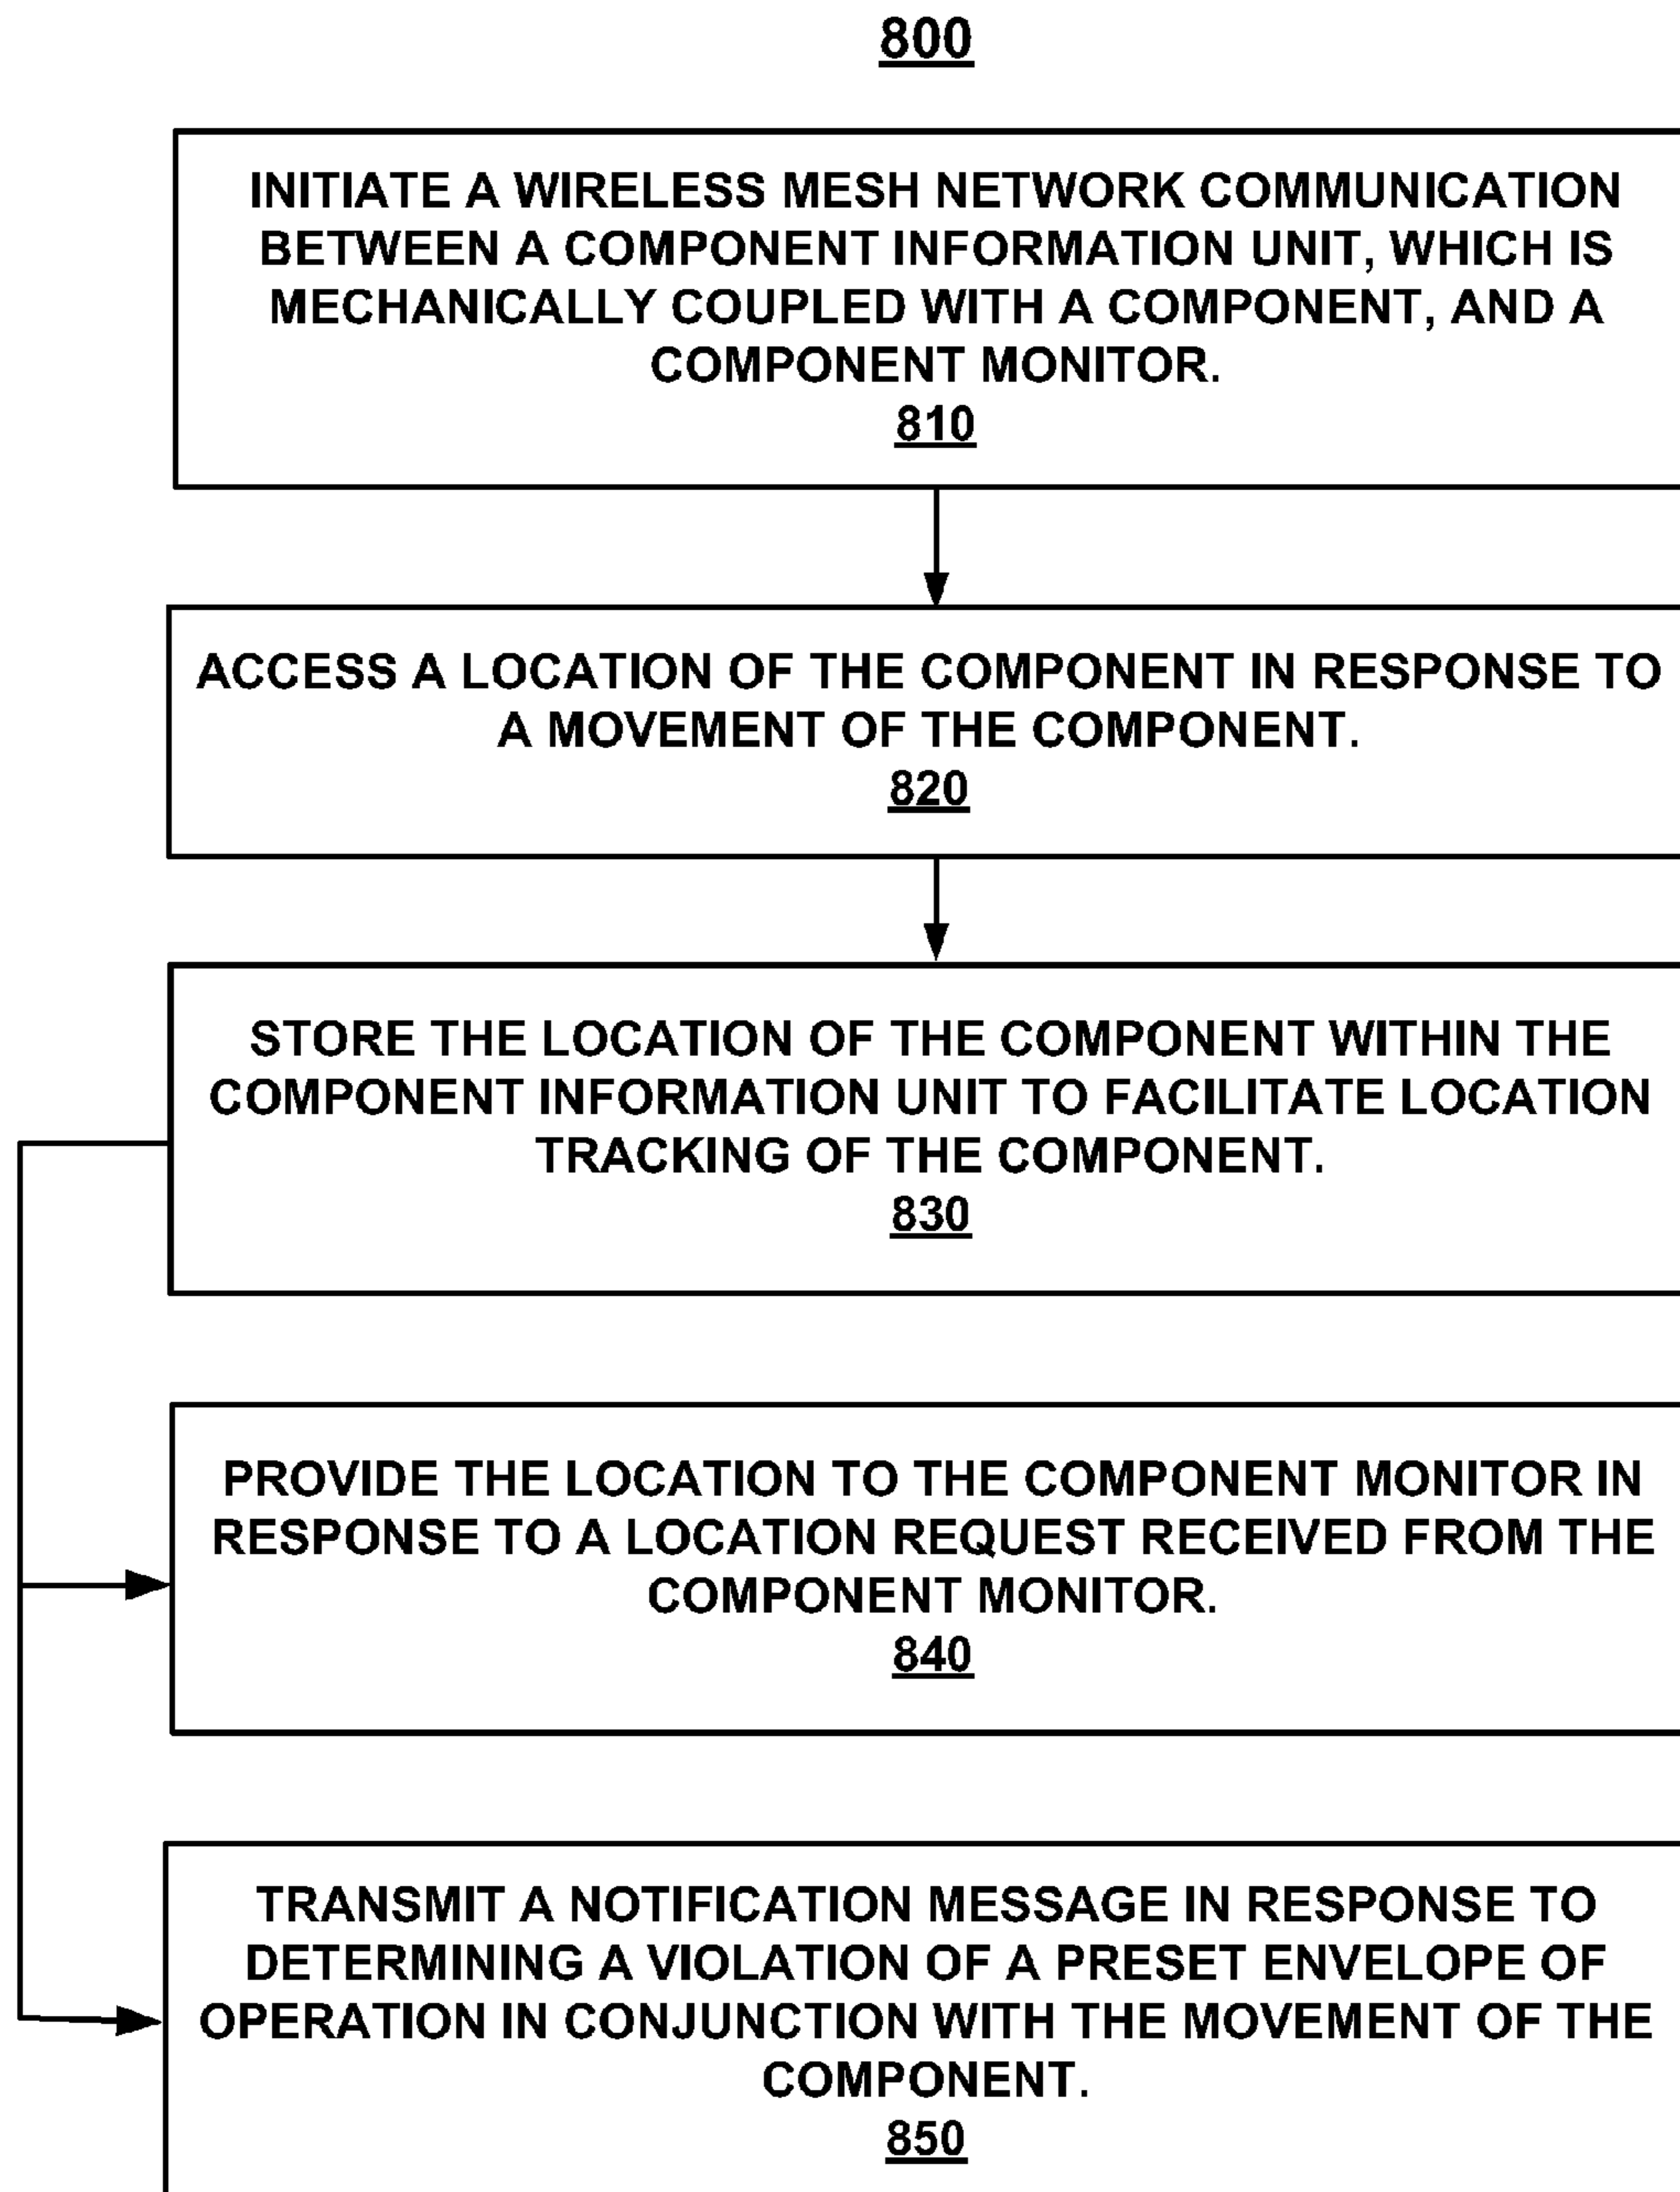 800
INITIATE A WIRELESS MESH NETWORK COMMUNICATION
BETWEEN A COMPONENT INFORMATION UNIT, WHICH IS
MECHANICALLY COUPLED WITH A COMPONENT, AND A
COMPONENT MONITOR.
810
ACCESS A LOCATION OF THE COMPONENT IN RESPONSE TO
A MOVEMENT OF THE COMPONENT.
820
STORE THE LOCATION OF THE COMPONENT WITHIN THE
COMPONENT INFORMATION UNIT TO FACILITATE LOCATION
TRACKING OF THE COMPONENT.
830
PROVIDE THE LOCATION TO THE COMPONENT MONITOR IN
RESPONSE TO A LOCATION REQUEST RECEIVED FROM THE
COMPONENT MONITOR.
840
TRANSMIT A NOTIFICATION MESSAGE IN RESPONSE TO
DETERMINING A VIOLATION OF A PRESET ENVELOPE OF
OPERATION IN CONJUNCTION WITH THE MOVEMENT OF THE
COMPONENT.
850